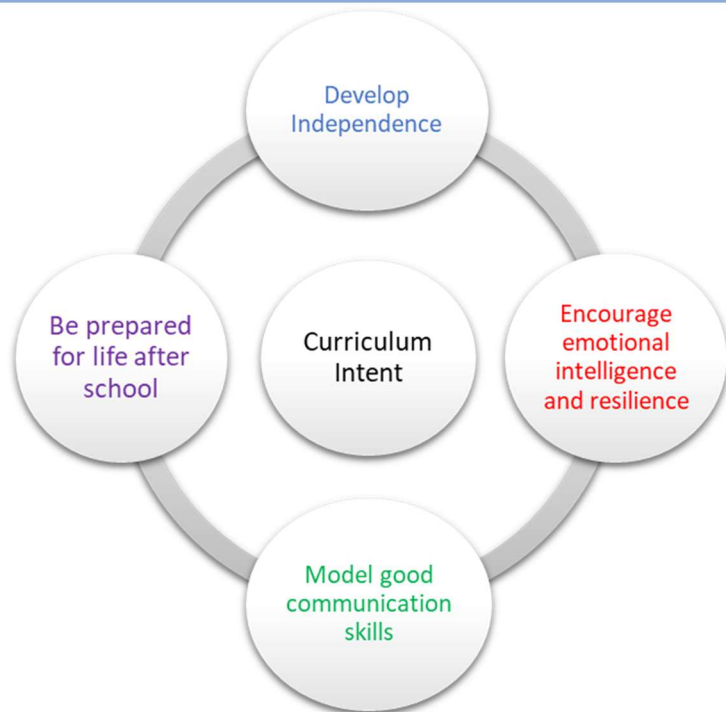 Develop
Independence
Encourage
emotional
intelligence
and resilience
Model good
communication
skills
Be prepared
for life after
school
Curriculum
Intent